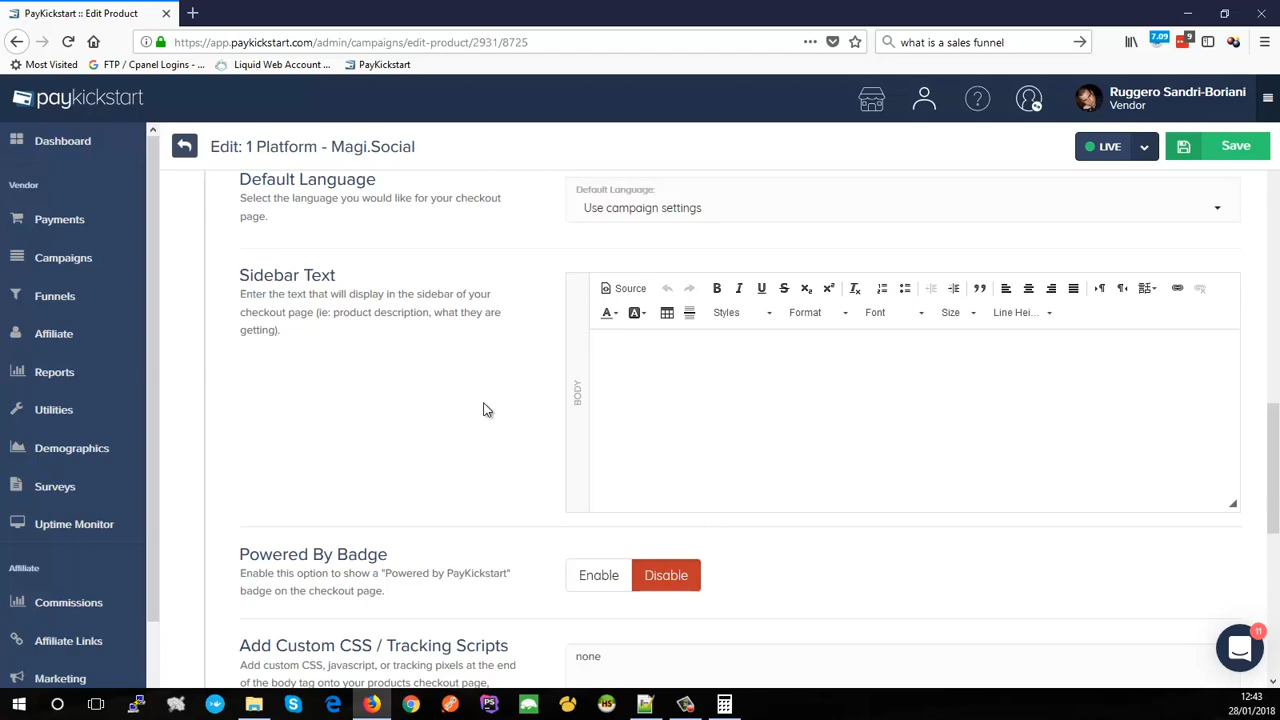 PayKickstart :: Edit Product
https://app.paykickstart.com/admin/campaigns/edit-product/2931/8725
what is a sales funnel
7.09
9
Most Visited
FTP / Cpanel Logins - ...
Liquid Web Account ...
PayKickstart
paykickstart
Ruggero Sandri-Boriani
Vendor
Dashboard
Vendor
Payments
Campaigns
Funnels
Affiliate
Reports
Utilities
Demographics
Surveys
Uptime Monitor
Affiliate
Commissions
Affiliate Links
Marketing
Edit: 1 Platform - Magi.Social
LIVE
Save
Default Language
Select the language you would like for your checkout
page.
Default Language:
Use campaign settings
Sidebar Text
Enter the text that will display in the sidebar of your
checkout page (ie: product description, what they are
getting).
Source
Styles
Format
Font
Size
Line Hei...
BODY
Powered By Badge
Enable this option to show a "Powered by PayKickstart"
badge on the checkout page.
Enable
Disable
Add Custom CSS / Tracking Scripts
Add custom CSS, javascript, or tracking pixels at the end
of the body tag onto your products checkout page,
none
11
12:43
28/01/2018